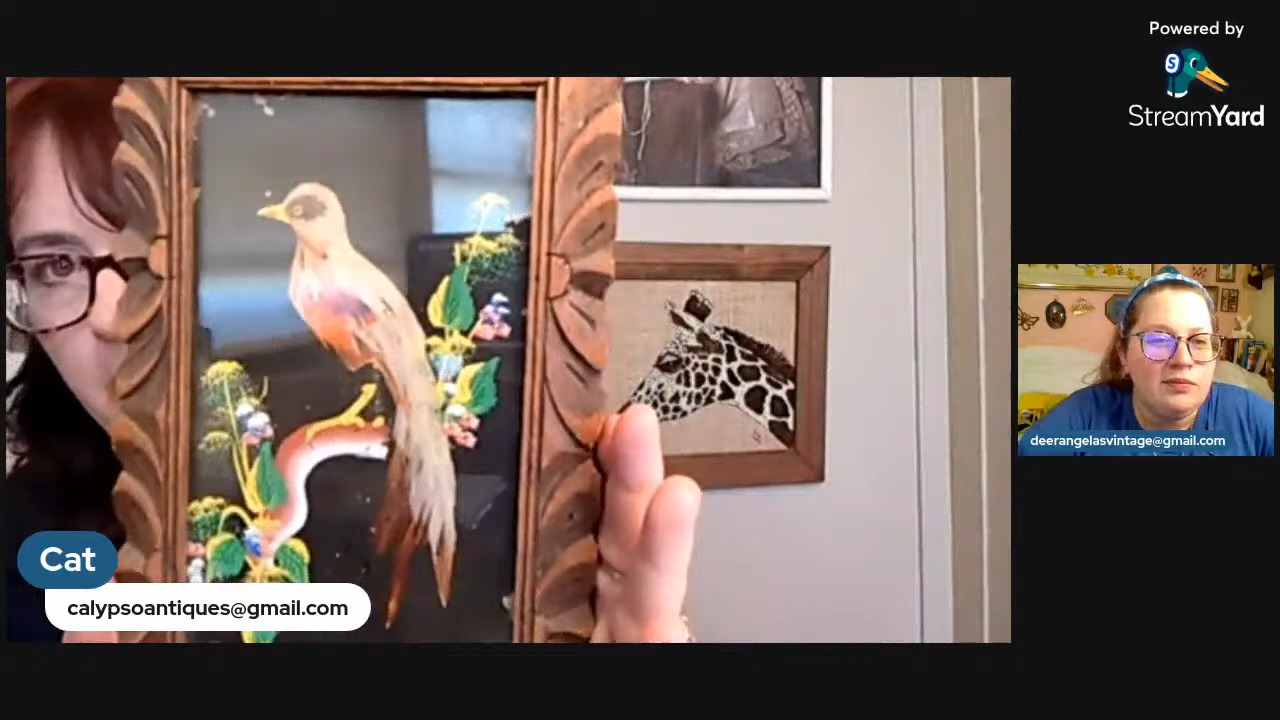 Powered by
S
StreamYard
deerangelasvintage@gmail.com
Cat
calypsoantiques@gmail.com